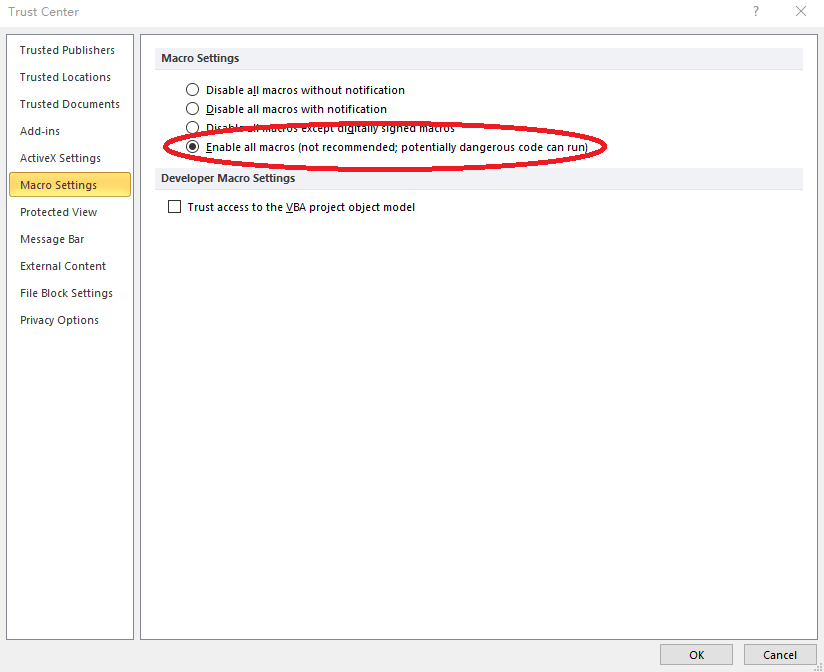 Trust Center
?
Trusted Publishers
Trusted Locations
Trusted Documents
Add-ins
ActiveX Settings
Macro Settings
Protected View
Message Bar
External Content
File Block Settings
Privacy Options
Macro Settings
Disable all macros without notification
Disable all macros with notification
Disable all macros except digitally signed macros
Enable all macros (not recommended; potentially dangerous code can run)
Developer Macro Settings
Trust access to the VBA project object model
OK
Cancel